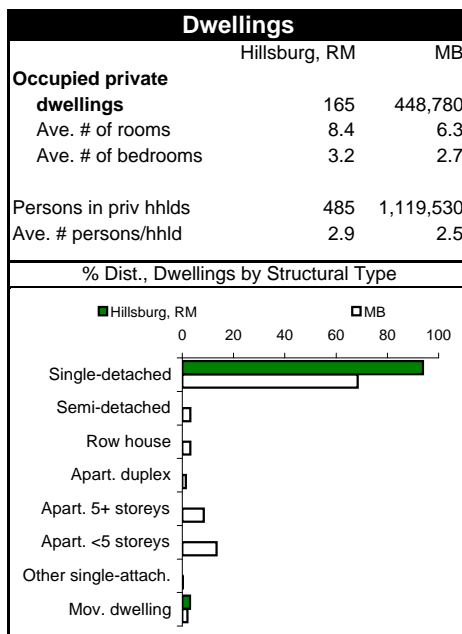 Dwellings
Hillsburg, RM MB
Occupied private
dwellings 165 448,780
Ave. # of rooms 8.4 6.3
Ave. # of bedrooms 3.2 2.7
Persons in priv hhlds 485 1,119,530
Ave. # persons/hhld 2.9 2.5
% Dist., Dwellings by Structural Type
Hillsburg, RM MB
0 20 40 60 80 100
Single-detached
Semi-detached
Row house
Apart. duplex
Apart. 5+ storeys
Apart. <5 storeys
Other single-attach.
Mov. dwelling